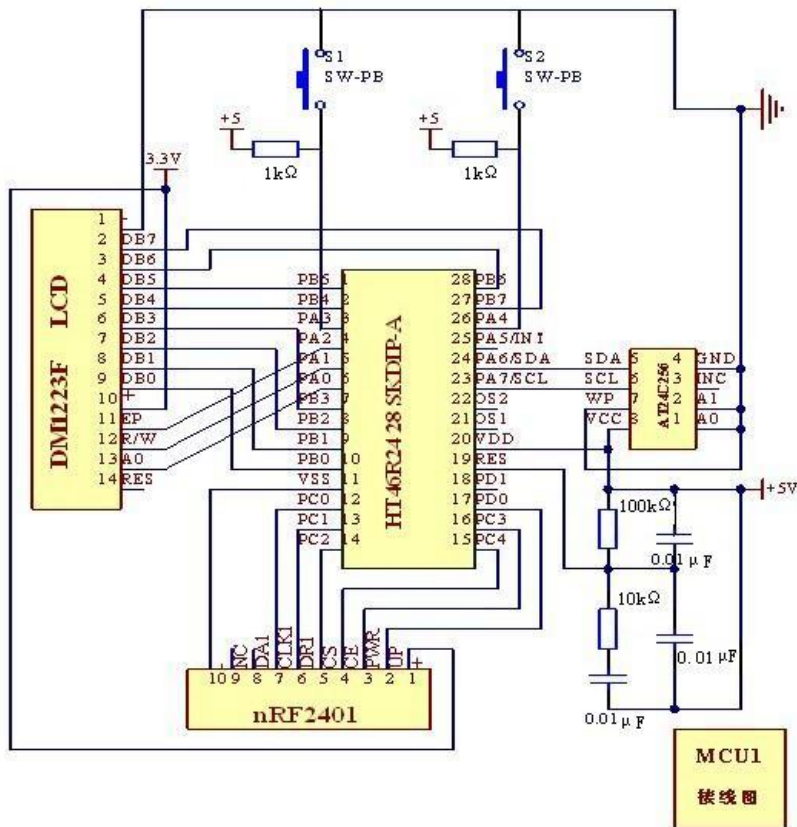 S1
SW-PB
S2
SW-PB
+5
1kΩ
+5
1kΩ
3.3V
DM1223F LCD
1 -
2 DB7
3 DB6
4 DB5
5 DB4
6 DB3
7 DB2
8 DB1
9 DB0
10 +
11 EP
12 R/W
13 A0
14 RES
HT46R24 28 SKDIP-A
PB5 1
PB4 2
PA3 3
PA2 4
PA1 5
PA0 6
PB3 7
PB2 8
PB1 9
PB0 10
VSS 11
PC0 12
PC1 13
PC2 14
28 PB6
27 PB7
26 PA4
25 PA5/INI
24 PA6/SDA
23 PA7/SCL
22 OS2
21 OS1
20 VDD
19 RES
18 PD1
17 PD0
16 PC3
15 PC4
AT24C256
SDA 5
SCL 6
WP 7
VCC 8
4 GND
3 INC
2 A1
1 A0
+5V
100kΩ
0.01μF
10kΩ
0.01μF
0.01μF
- NC DA1 CLK1 DR1 CS CE PWR UP +
10 9 8 7 6 5 4 3 2 1
nRF2401
MCU1
接线图